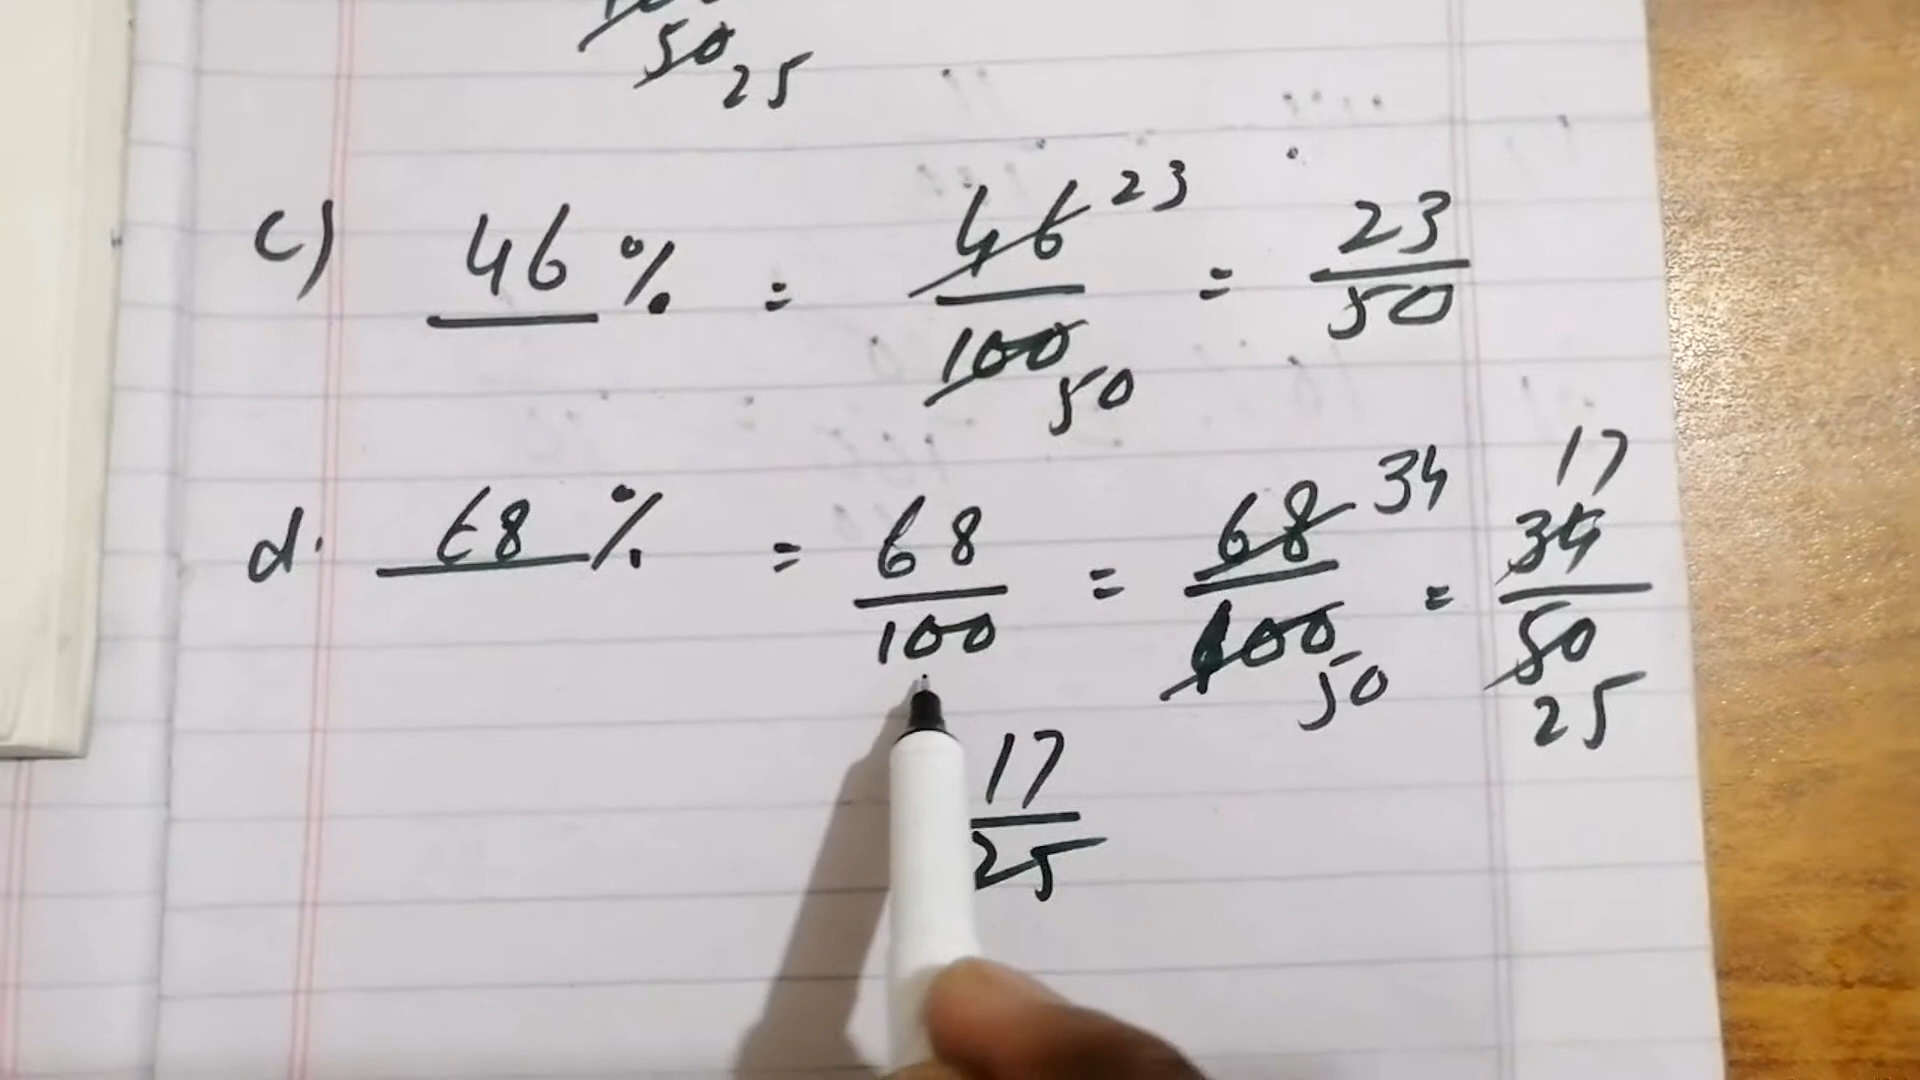 50 25
c) 46 % = 46/100 23 50 = 23/50
d. 68 % = 68/100 = 68/100 34 50 = 34/50 17 25
17/25